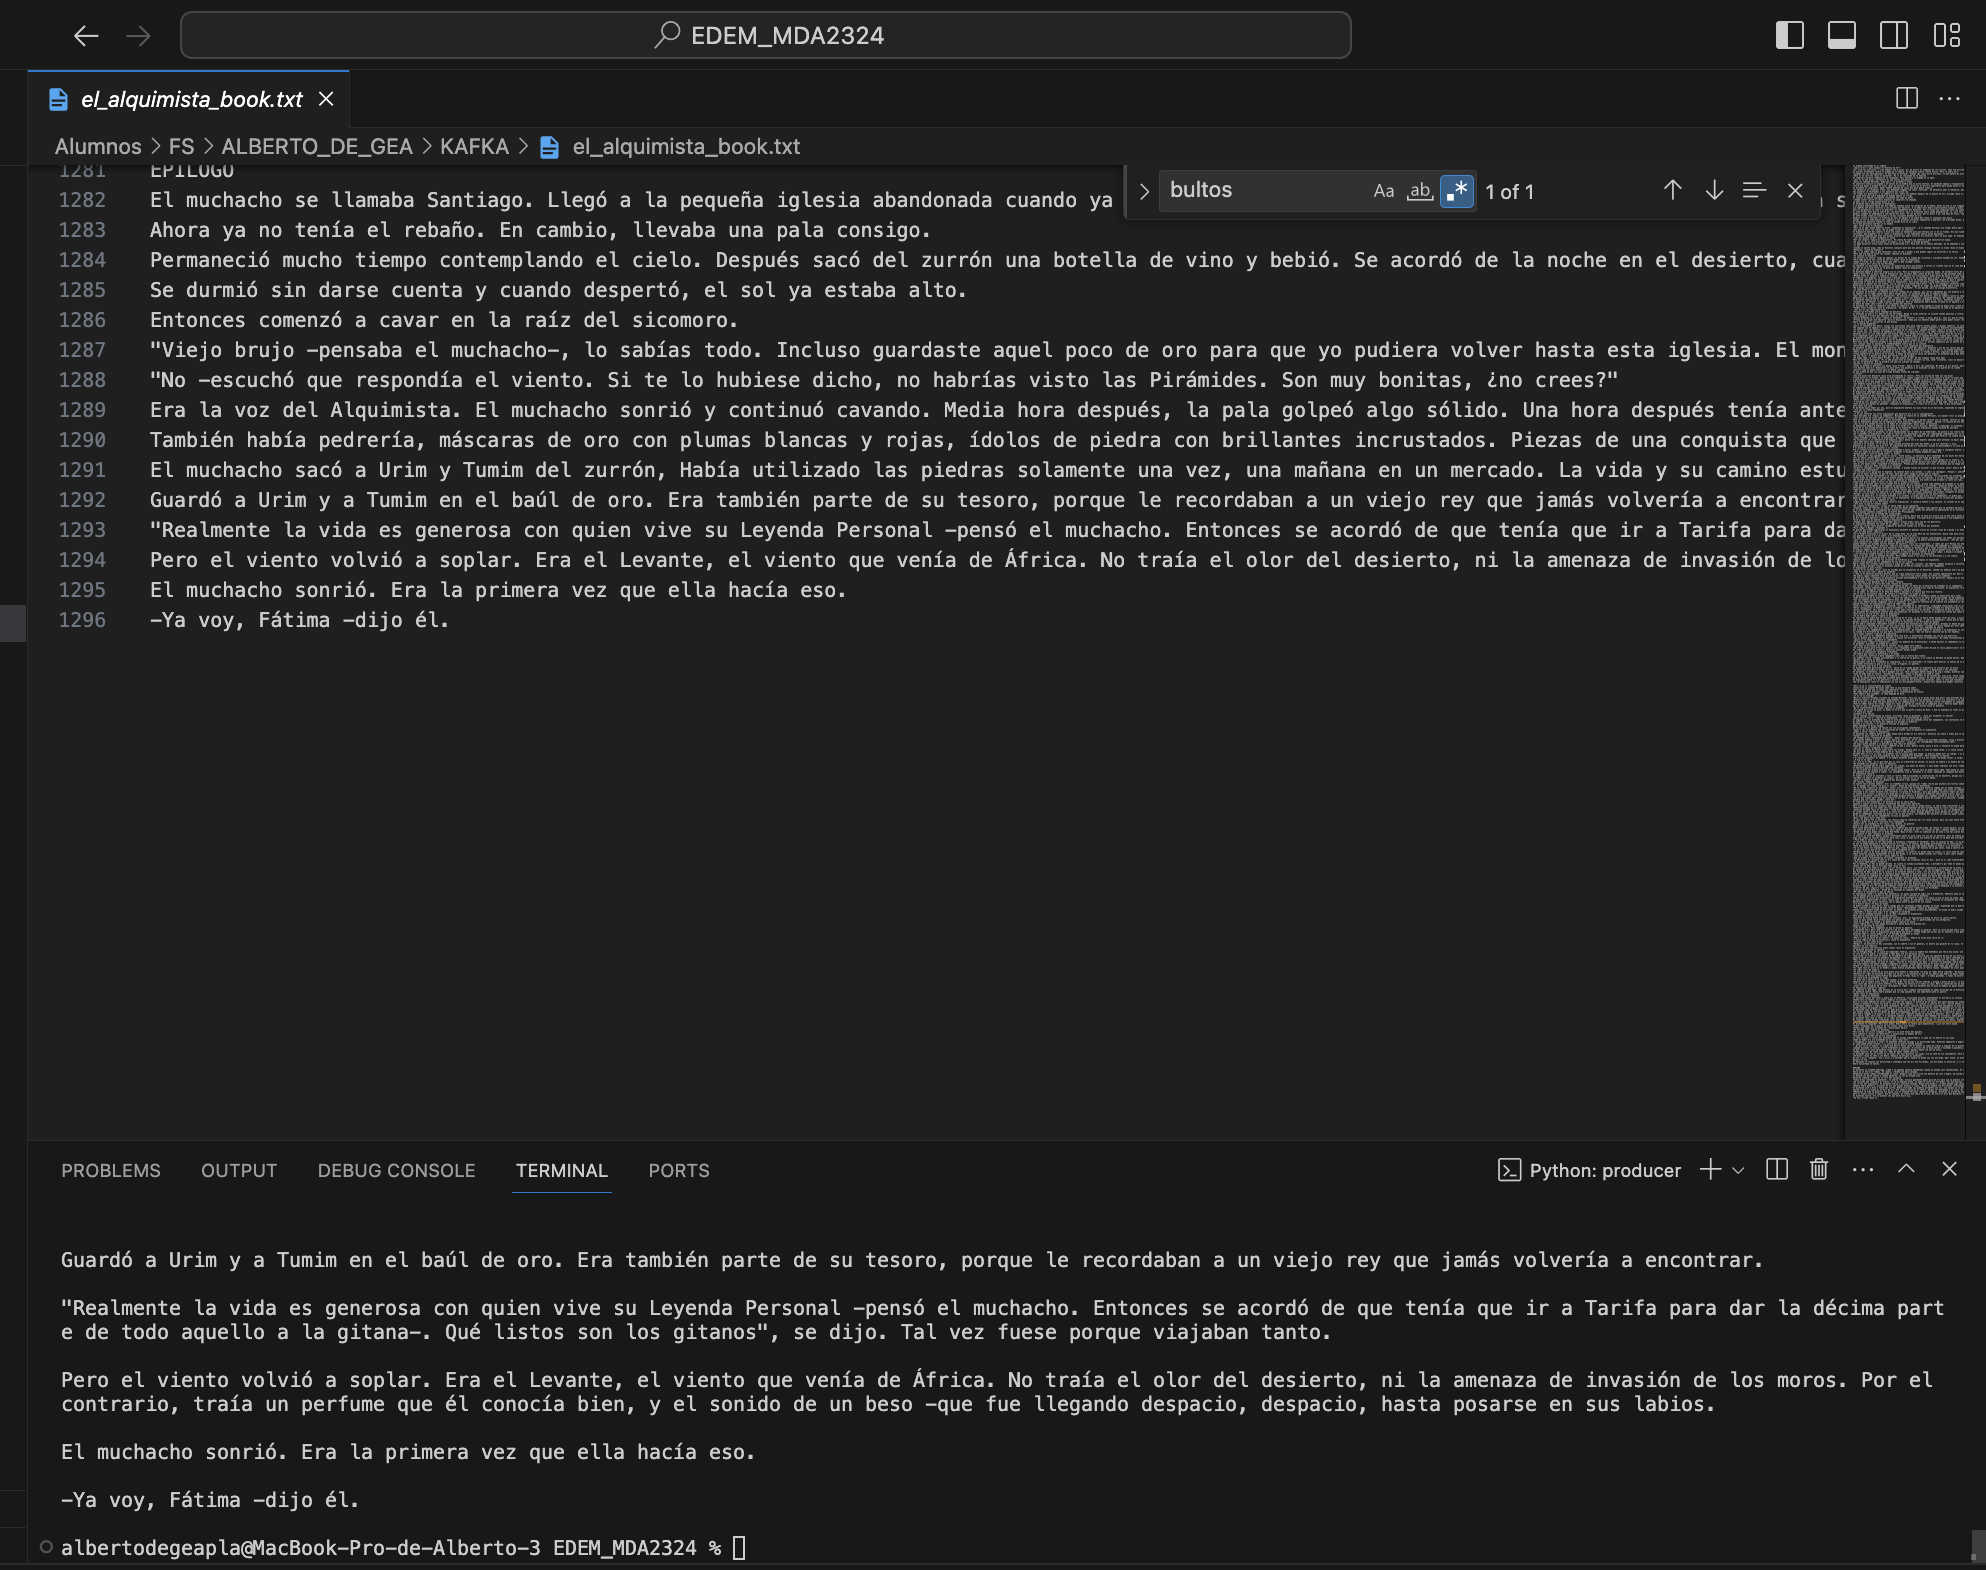 EDEM_MDA2324
el_alquimista_book.txt
Alumnos > FS > ALBERTO_DE_GEA > KAFKA > el_alquimista_book.txt
bultos Aa ab .* 1 of 1
1281 EPÍLOGO
1282 El muchacho se llamaba Santiago. Llegó a la pequeña iglesia abandonada cuando ya s
1283 Ahora ya no tenía el rebaño. En cambio, llevaba una pala consigo.
1284 Permaneció mucho tiempo contemplando el cielo. Después sacó del zurrón una botella de vino y bebió. Se acordó de la noche en el desierto, cua
1285 Se durmió sin darse cuenta y cuando despertó, el sol ya estaba alto.
1286 Entonces comenzó a cavar en la raíz del sicomoro.
1287 "Viejo brujo –pensaba el muchacho–, lo sabías todo. Incluso guardaste aquel poco de oro para que yo pudiera volver hasta esta iglesia. El mon
1288 "No –escuchó que respondía el viento. Si te lo hubiese dicho, no habrías visto las Pirámides. Son muy bonitas, ¿no crees?"
1289 Era la voz del Alquimista. El muchacho sonrió y continuó cavando. Media hora después, la pala golpeó algo sólido. Una hora después tenía ante
1290 También había pedrería, máscaras de oro con plumas blancas y rojas, ídolos de piedra con brillantes incrustados. Piezas de una conquista que
1291 El muchacho sacó a Urim y Tumim del zurrón, Había utilizado las piedras solamente una vez, una mañana en un mercado. La vida y su camino estu
1292 Guardó a Urim y a Tumim en el baúl de oro. Era también parte de su tesoro, porque le recordaban a un viejo rey que jamás volvería a encontrar
1293 "Realmente la vida es generosa con quien vive su Leyenda Personal –pensó el muchacho. Entonces se acordó de que tenía que ir a Tarifa para da
1294 Pero el viento volvió a soplar. Era el Levante, el viento que venía de África. No traía el olor del desierto, ni la amenaza de invasión de lo
1295 El muchacho sonrió. Era la primera vez que ella hacía eso.
1296 –Ya voy, Fátima –dijo él.
PROBLEMS OUTPUT DEBUG CONSOLE TERMINAL PORTS Python: producer
Guardó a Urim y a Tumim en el baúl de oro. Era también parte de su tesoro, porque le recordaban a un viejo rey que jamás volvería a encontrar.
"Realmente la vida es generosa con quien vive su Leyenda Personal –pensó el muchacho. Entonces se acordó de que tenía que ir a Tarifa para dar la décima part
e de todo aquello a la gitana–. Qué listos son los gitanos", se dijo. Tal vez fuese porque viajaban tanto.
Pero el viento volvió a soplar. Era el Levante, el viento que venía de África. No traía el olor del desierto, ni la amenaza de invasión de los moros. Por el
contrario, traía un perfume que él conocía bien, y el sonido de un beso –que fue llegando despacio, despacio, hasta posarse en sus labios.
El muchacho sonrió. Era la primera vez que ella hacía eso.
–Ya voy, Fátima –dijo él.
albertodegeapla@MacBook-Pro-de-Alberto-3 EDEM_MDA2324 %